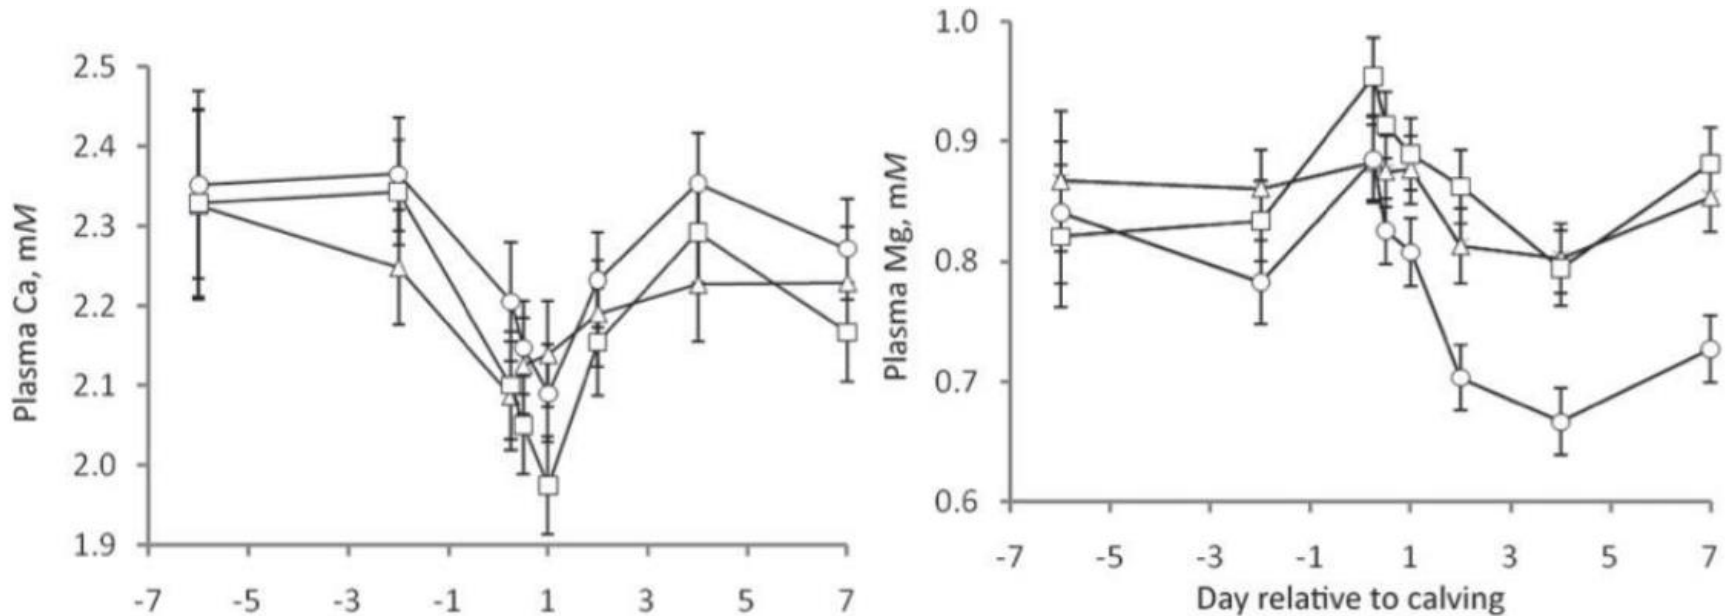 Plasma Ca, mM
2.5
2.4
2.3
2.2
2.1
2.0
1.9
-7 -5 -3 -1 1 3 5 7
Plasma Mg, mM
1.0
0.9
0.8
0.7
0.6
-7 -5 -3 -1 1 3 5 7
Day relative to calving